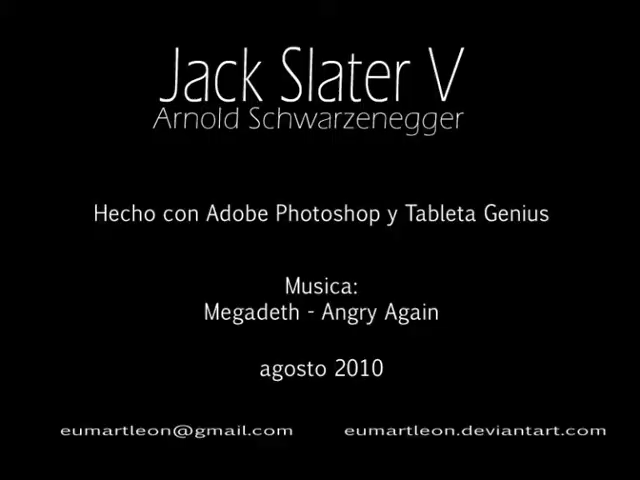 Jack Slater V
Arnold Schwarzenegger
Hecho con Adobe Photoshop y Tableta Genius
Musica:
Megadeth - Angry Again
agosto 2010
eumartleon@gmail.com eumartleon.deviantart.com